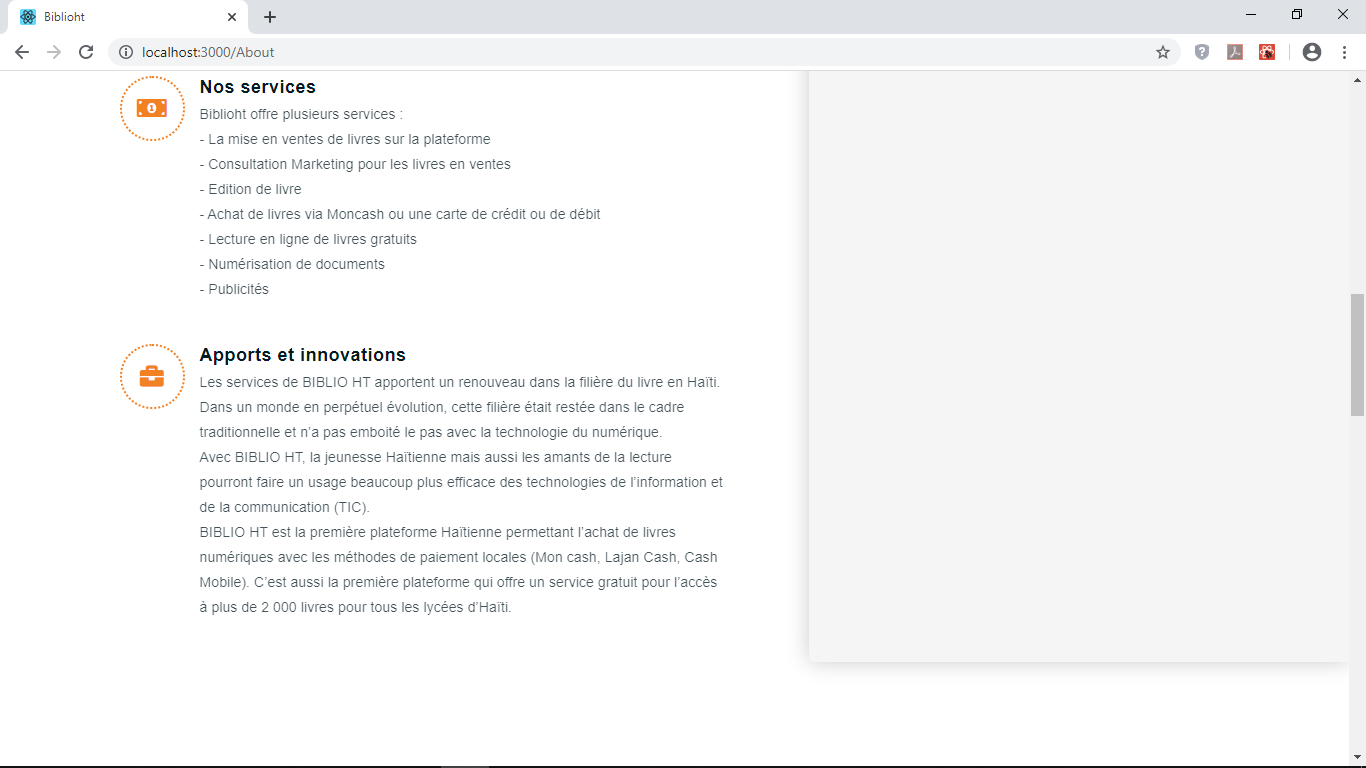 Biblioht
localhost:3000/About
Nos services
Biblioht offre plusieurs services :
- La mise en ventes de livres sur la plateforme
- Consultation Marketing pour les livres en ventes
- Edition de livre
- Achat de livres via Moncash ou une carte de crédit ou de débit
- Lecture en ligne de livres gratuits
- Numérisation de documents
- Publicités
Apports et innovations
Les services de BIBLIO HT apportent un renouveau dans la filière du livre en Haïti.
Dans un monde en perpétuel évolution, cette filière était restée dans le cadre
traditionnelle et n’a pas emboité le pas avec la technologie du numérique.
Avec BIBLIO HT, la jeunesse Haïtienne mais aussi les amants de la lecture
pourront faire un usage beaucoup plus efficace des technologies de l’information et
de la communication (TIC).
BIBLIO HT est la première plateforme Haïtienne permettant l’achat de livres
numériques avec les méthodes de paiement locales (Mon cash, Lajan Cash, Cash
Mobile). C’est aussi la première plateforme qui offre un service gratuit pour l’accès
à plus de 2 000 livres pour tous les lycées d’Haïti.